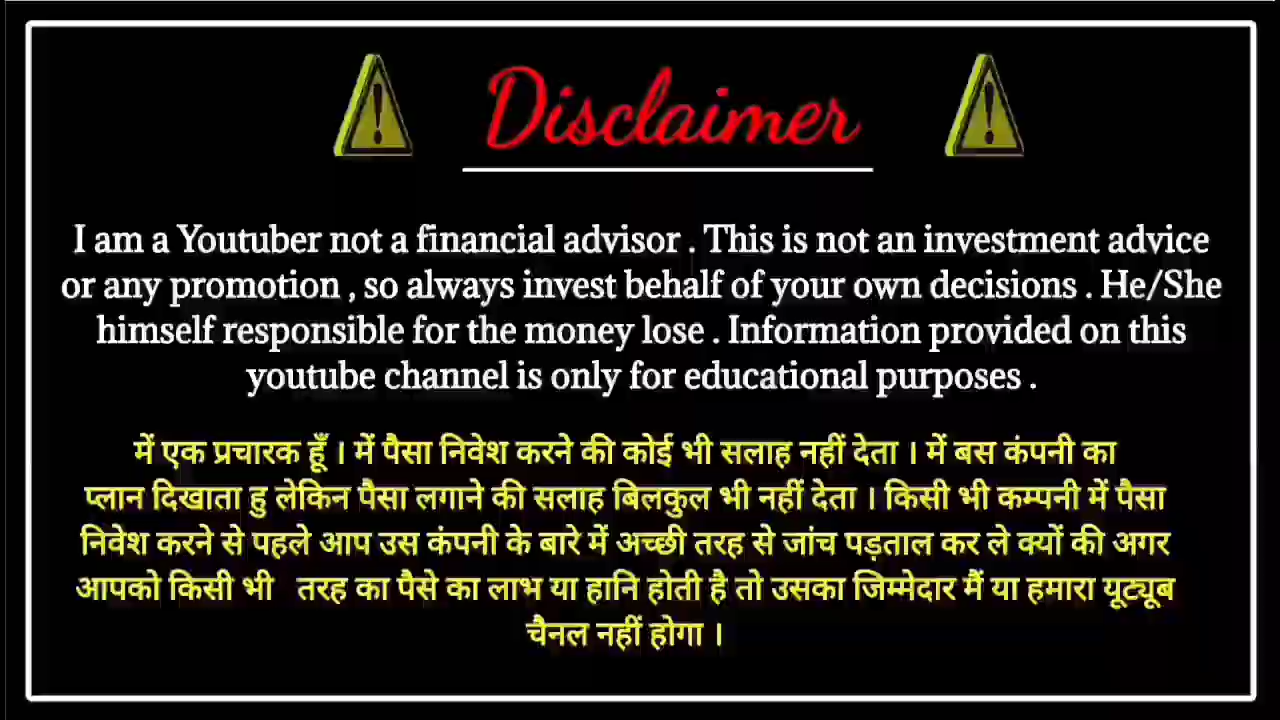 Disclaimer
I am a Youtuber not a financial advisor . This is not an investment advice
or any promotion , so always invest behalf of your own decisions . He/She
himself responsible for the money lose . Information provided on this
youtube channel is only for educational purposes .
में एक प्रचारक हूँ । में पैसा निवेश करने की कोई भी सलाह नहीं देता । में बस कंपनी का
प्लान दिखाता हु लेकिन पैसा लगाने की सलाह बिलकुल भी नहीं देता । किसी भी कम्पनी में पैसा
निवेश करने से पहले आप उस कंपनी के बारे में अच्छी तरह से जांच पड़ताल कर ले क्यों की अगर
आपको किसी भी तरह का पैसे का लाभ या हानि होती है तो उसका जिम्मेदार मैं या हमारा यूट्यूब
चैनल नहीं होगा ।